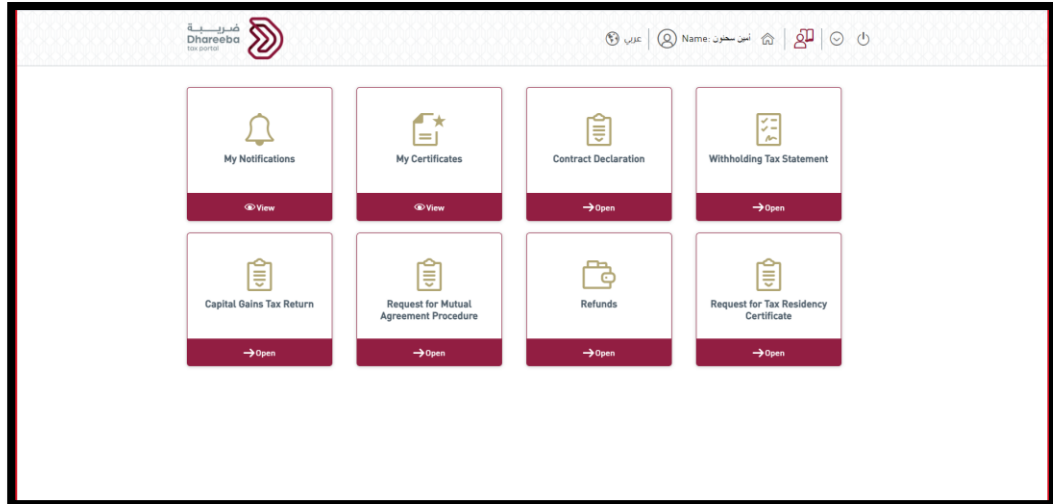 ضريبة
Dhareeba
tax portal
عربي
Name: أمين سحنون
My Notifications
My Certificates
Contract Declaration
Withholding Tax Statement
View
View
Open
Open
Capital Gains Tax Return
Request for Mutual
Agreement Procedure
Refunds
Request for Tax Residency
Certificate
Open
Open
Open
Open